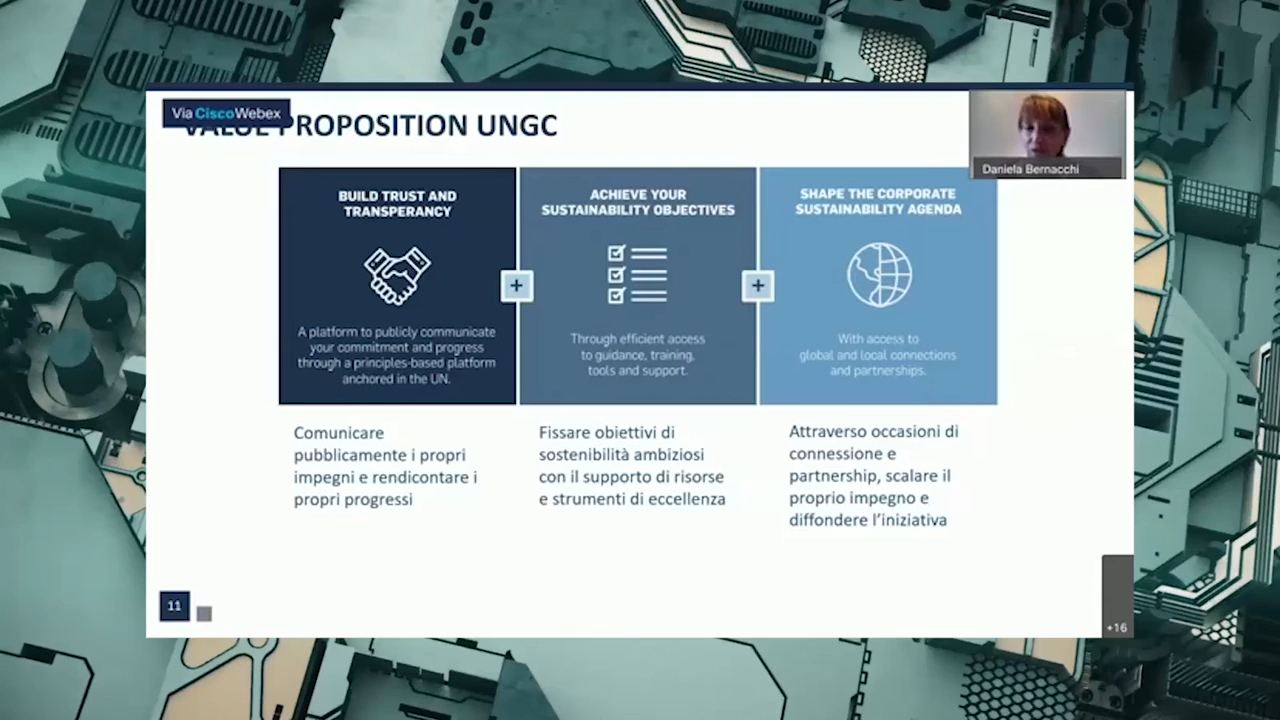 Via CiscoWebex
VALUE PROPOSITION UNGC
Daniela Bernacchi
BUILD TRUST AND
TRANSPERANCY
A platform to publicly communicate
your commitment and progress
through a principles-based platform
anchored in the UN.
+
ACHIEVE YOUR
SUSTAINABILITY OBJECTIVES
Through efficient access
to guidance, training,
tools and support.
+
SHAPE THE CORPORATE
SUSTAINABILITY AGENDA
With access to
global and local connections
and partnerships.
Comunicare
pubblicamente i propri
impegni e rendicontare i
propri progressi
Fissare obiettivi di
sostenibilità ambiziosi
con il supporto di risorse
e strumenti di eccellenza
Attraverso occasioni di
connessione e
partnership, scalare il
proprio impegno e
diffondere l'iniziativa
11
+16